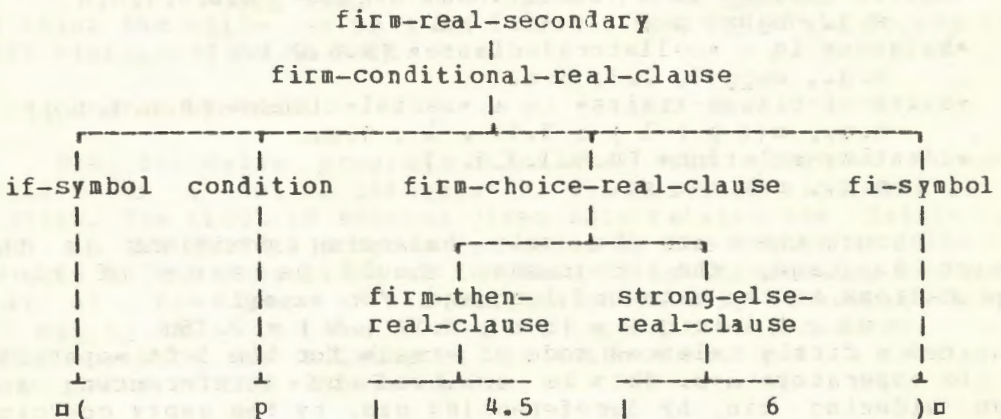 firm-real-secondary
firm-conditional-real-clause
if-symbol condition firm-choice-real-clause fi-symbol
firm-then- strong-else-
real-clause real-clause
¤( p | 4.5 | 6 )¤